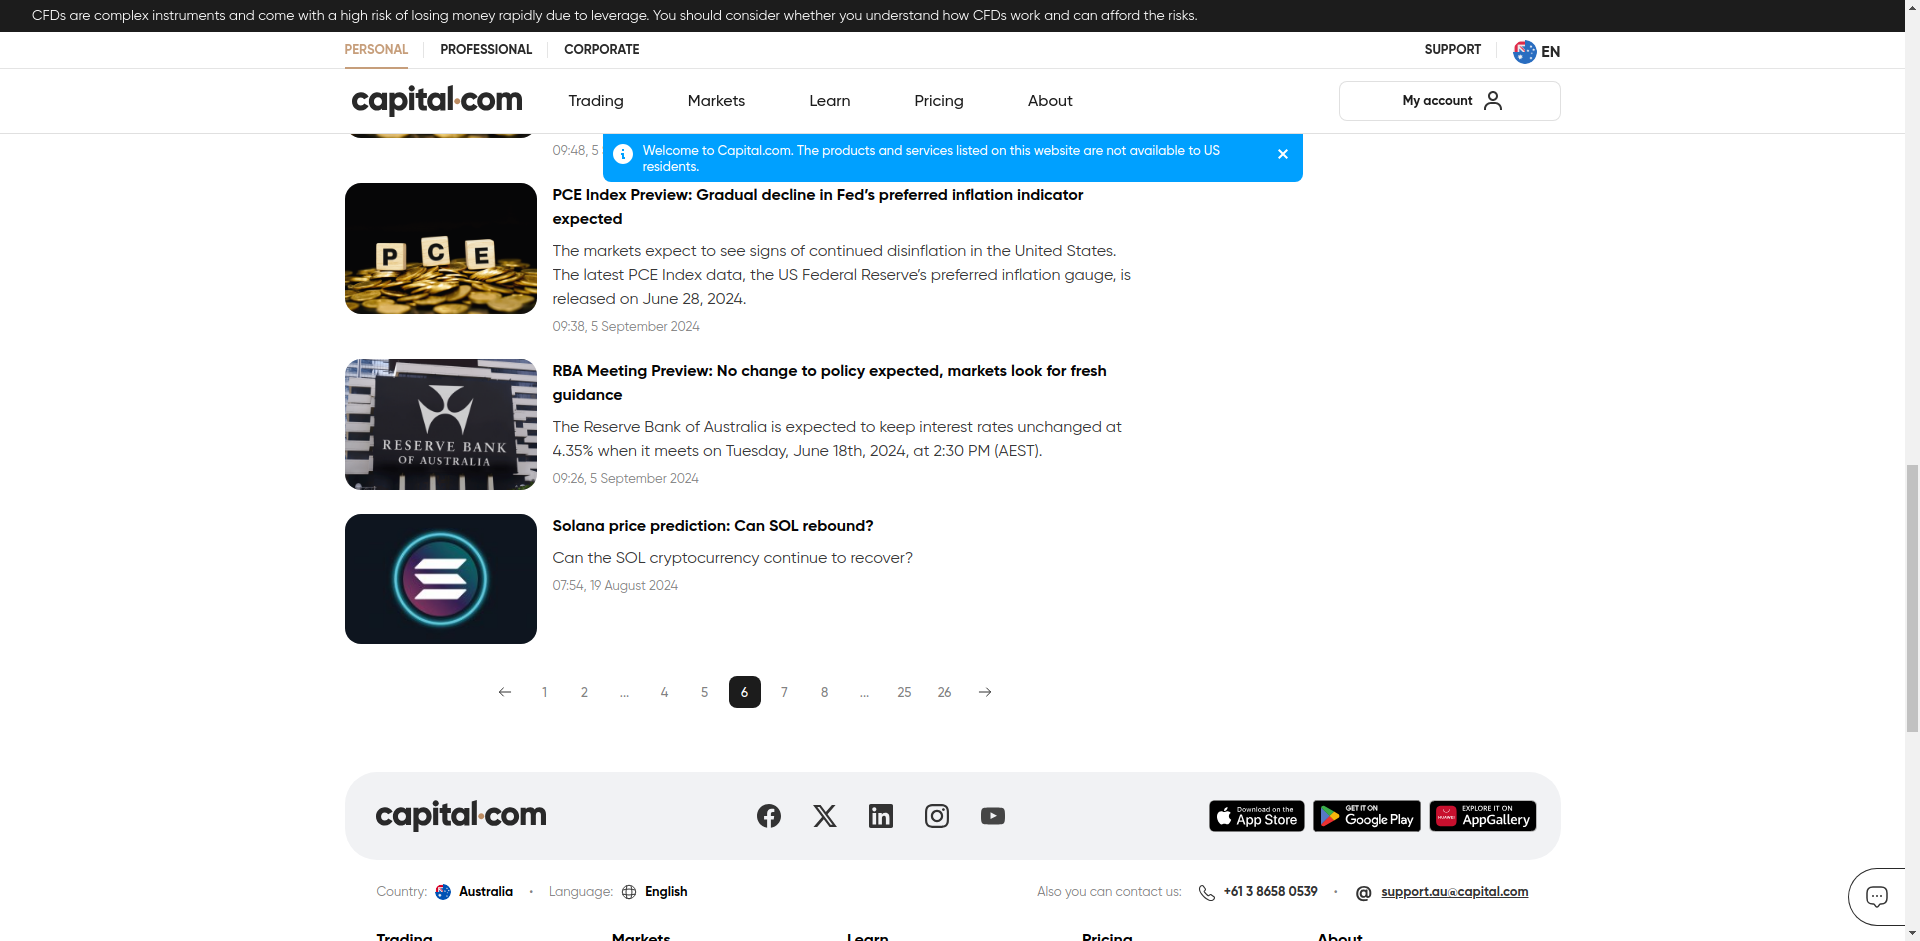 CFDs are complex instruments and come with a high risk of losing money rapidly due to leverage. You should consider whether you understand how CFDs work and can afford the risks.
PERSONAL
PROFESSIONAL
CORPORATE
SUPPORT
EN
capital.com
Trading
Markets
Learn
Pricing
About
My account
09:48, 5
Welcome to Capital.com. The products and services listed on this website are not available to US
residents.
PCE Index Preview: Gradual decline in Fed’s preferred inflation indicator
expected
P C E
The markets expect to see signs of continued disinflation in the United States.
The latest PCE Index data, the US Federal Reserve’s preferred inflation gauge, is
released on June 28, 2024.
09:38, 5 September 2024
RBA Meeting Preview: No change to policy expected, markets look for fresh
guidance
RESERVE BANK
OF AUSTRALIA
The Reserve Bank of Australia is expected to keep interest rates unchanged at
4.35% when it meets on Tuesday, June 18th, 2024, at 2:30 PM (AEST).
09:26, 5 September 2024
Solana price prediction: Can SOL rebound?
Can the SOL cryptocurrency continue to recover?
07:54, 19 August 2024
← 1 2 ... 4 5 6 7 8 ... 25 26 →
capital.com
Download on the
App Store
GET IT ON
Google Play
HUAWEI
EXPLORE IT ON
AppGallery
Country: Australia • Language: English
Also you can contact us: +61 3 8658 0539 • support.au@capital.com
Trading
Markets
Learn
Pricing
About